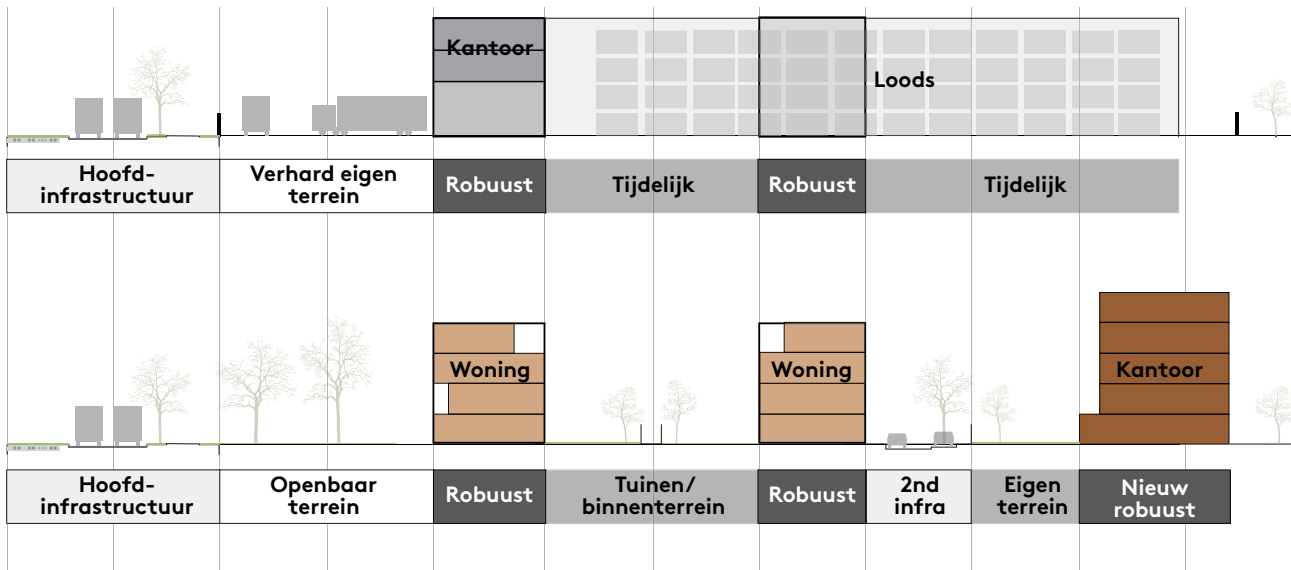 Kantoor
Loods
Hoofd-
infrastructuur
Verhard eigen
terrein
Robuust
Tijdelijk
Robuust
Tijdelijk
Woning
Woning
Kantoor
Hoofd-
infrastructuur
Openbaar
terrein
Robuust
Tuinen/
binnenterrein
Robuust
2nd
infra
Eigen
terrein
Nieuw
robuust